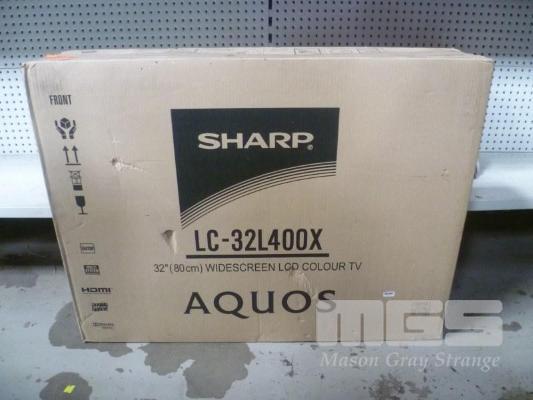 FRONT
SHARP®
LC-32L400X
32"(80cm) WIDESCREEN LCD COLOUR TV
HDMI
AQUOS
MGS
Mason Gray Strange